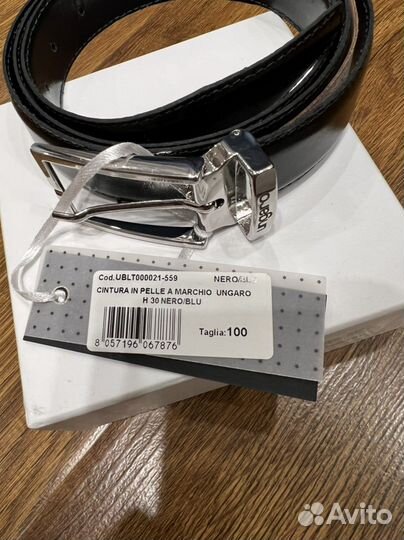 ungaro
Cod.UBLT000021-559 NERO/BLU
CINTURA IN PELLE A MARCHIO UNGARO
H 30 NERO/BLU
Taglia: 100
8 057196 067876
Avito